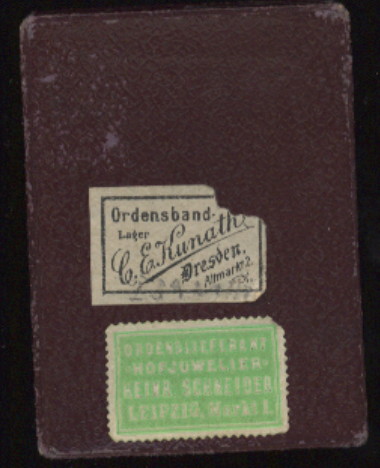 Ordensband-
Lager
C. E. Kunath
Dresden.
Altmarkt 2.
ORDENSLIEFERANT
HOFJUWELIER
HEINR. SCHNEIDER
LEIPZIG, Markt 1.